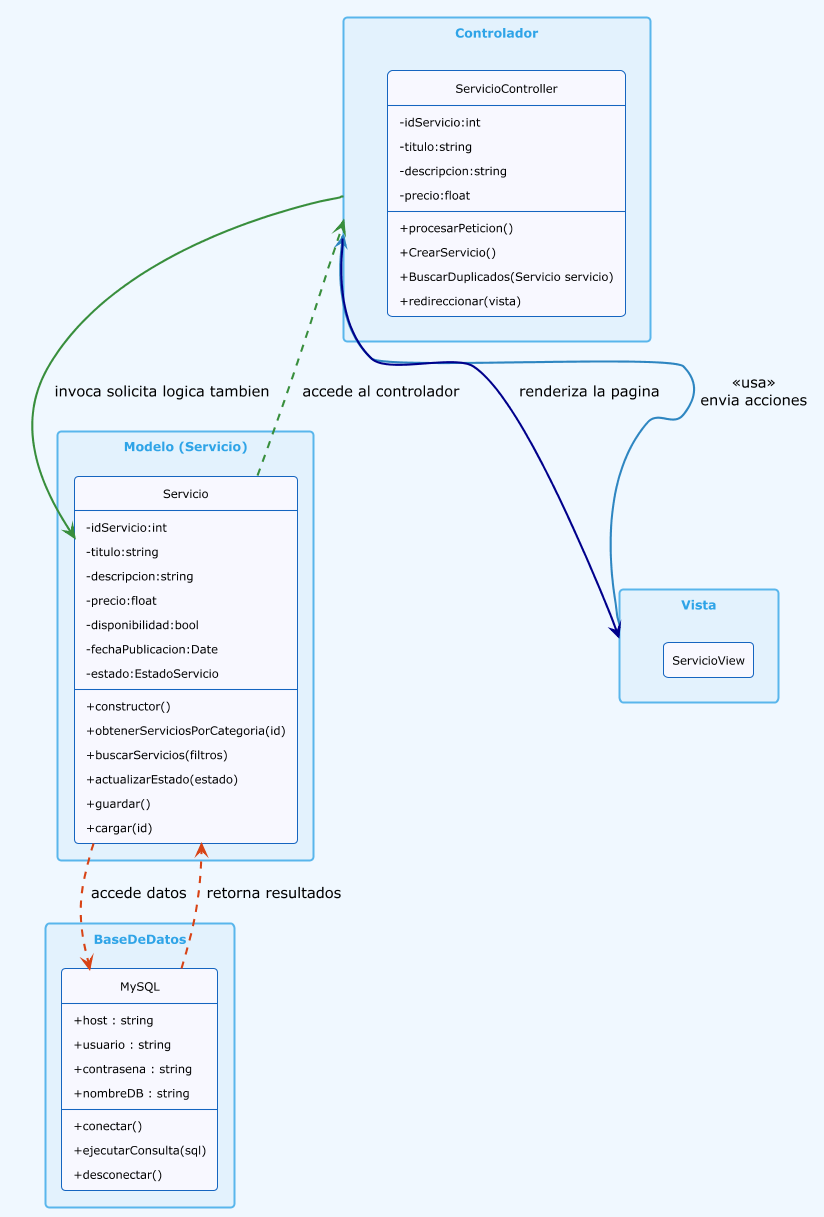 Controlador
ServicioController
-idServicio:int
-titulo:string
-descripcion:string
-precio:float
+procesarPeticion()
+CrearServicio()
+BuscarDuplicados(Servicio servicio)
+redireccionar(vista)
invoca solicita logica tambien
accede al controlador
renderiza la pagina
«usa»
envia acciones
Modelo (Servicio)
Servicio
-idServicio:int
-titulo:string
-descripcion:string
-precio:float
-disponibilidad:bool
-fechaPublicacion:Date
-estado:EstadoServicio
+constructor()
+obtenerServiciosPorCategoria(id)
+buscarServicios(filtros)
+actualizarEstado(estado)
+guardar()
+cargar(id)
Vista
ServicioView
accede datos
retorna resultados
BaseDeDatos
MySQL
+host : string
+usuario : string
+contrasena : string
+nombreDB : string
+conectar()
+ejecutarConsulta(sql)
+desconectar()